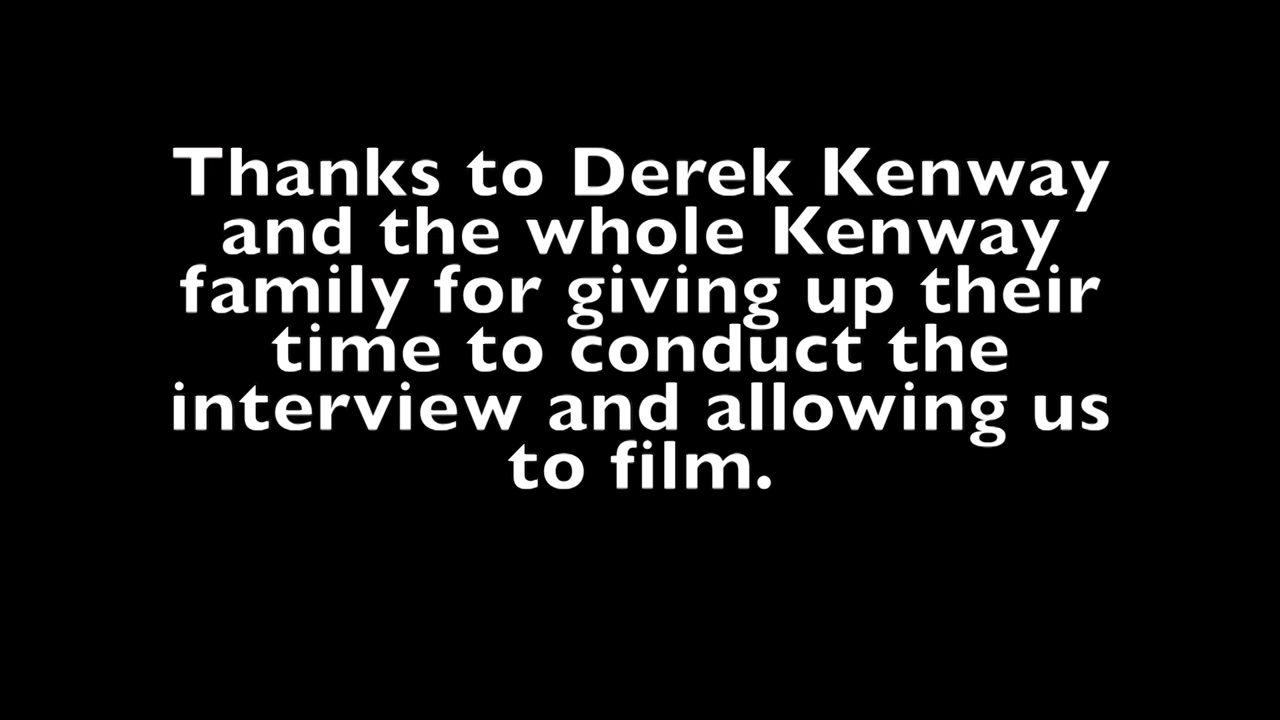 Thanks to Derek Kenway
and the whole Kenway
family for giving up their
time to conduct the
interview and allowing us
to film.